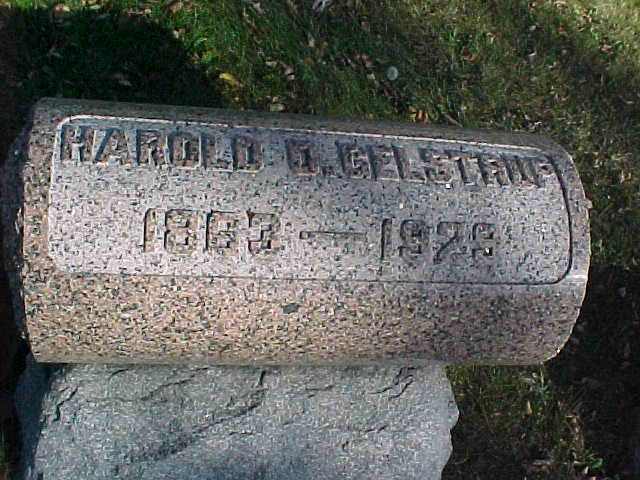 HAROLD O. GELSTRUP
1863 — 1929